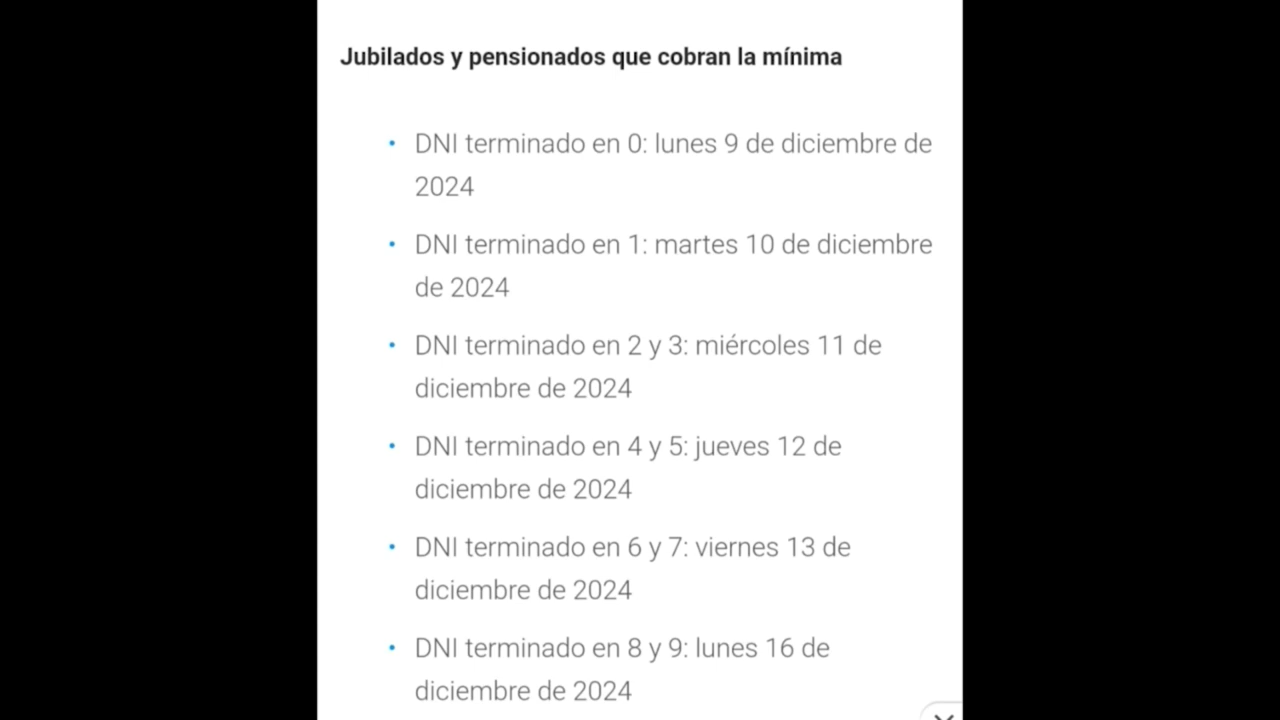 Jubilados y pensionados que cobran la mínima
• DNI terminado en 0: lunes 9 de diciembre de
2024
• DNI terminado en 1: martes 10 de diciembre
de 2024
• DNI terminado en 2 y 3: miércoles 11 de
diciembre de 2024
• DNI terminado en 4 y 5: jueves 12 de
diciembre de 2024
• DNI terminado en 6 y 7: viernes 13 de
diciembre de 2024
• DNI terminado en 8 y 9: lunes 16 de
diciembre de 2024